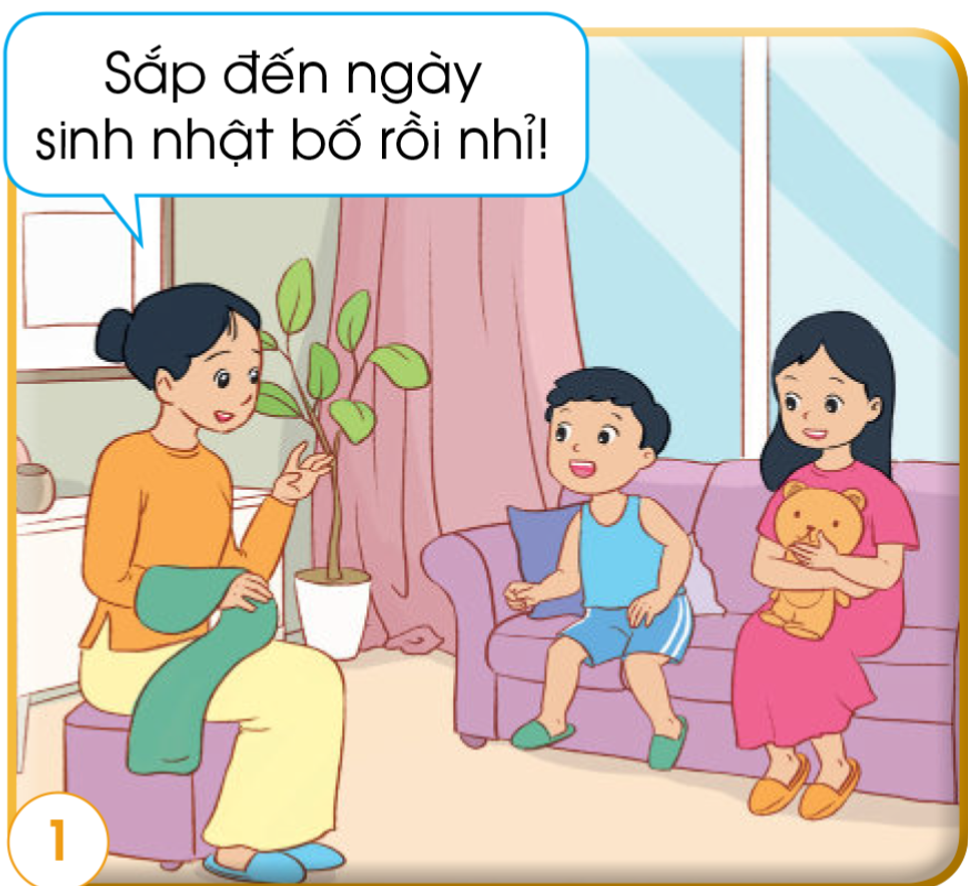 Sắp đến ngày
sinh nhật bố rồi nhỉ!
1